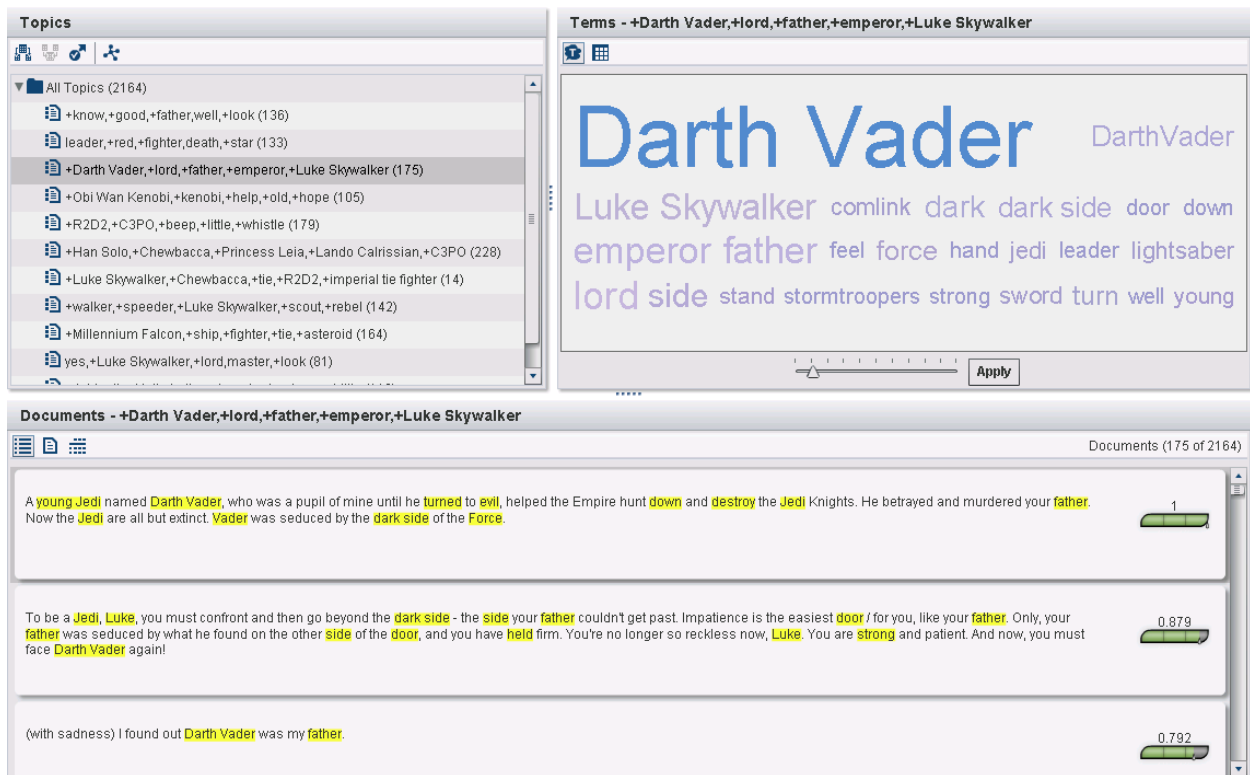 Topics
All Topics (2164)
+know,+good,+father,well,+look (136)
leader,+red,+fighter,death,+star (133)
+Darth Vader,+lord,+father,+emperor,+Luke Skywalker (175)
+Obi Wan Kenobi,+kenobi,+help,+old,+hope (105)
+R2D2,+C3PO,+beep,+little,+whistle (179)
+Han Solo,+Chewbacca,+Princess Leia,+Lando Calrissian,+C3PO (228)
+Luke Skywalker,+Chewbacca,+tie,+R2D2,+imperial tie fighter (14)
+walker,+speeder,+Luke Skywalker,+scout,+rebel (142)
+Millennium Falcon,+ship,+fighter,+tie,+asteroid (164)
yes,+Luke Skywalker,+lord,master,+look (81)
Terms - +Darth Vader,+lord,+father,+emperor,+Luke Skywalker
Darth Vader DarthVader
Luke Skywalker comlink dark dark side door down
emperor father feel force hand jedi leader lightsaber
lord side stand stormtroopers strong sword turn well young
Apply
Documents - +Darth Vader,+lord,+father,+emperor,+Luke Skywalker
Documents (175 of 2164)
A young Jedi named Darth Vader, who was a pupil of mine until he turned to evil, helped the Empire hunt down and destroy the Jedi Knights. He betrayed and murdered your father.
Now the Jedi are all but extinct. Vader was seduced by the dark side of the Force.
1
To be a Jedi, Luke, you must confront and then go beyond the dark side - the side your father couldn't get past. Impatience is the easiest door / for you, like your father. Only, your
father was seduced by what he found on the other side of the door, and you have held firm. You're no longer so reckless now, Luke. You are strong and patient. And now, you must
face Darth Vader again!
0.879
(with sadness) I found out Darth Vader was my father.
0.792